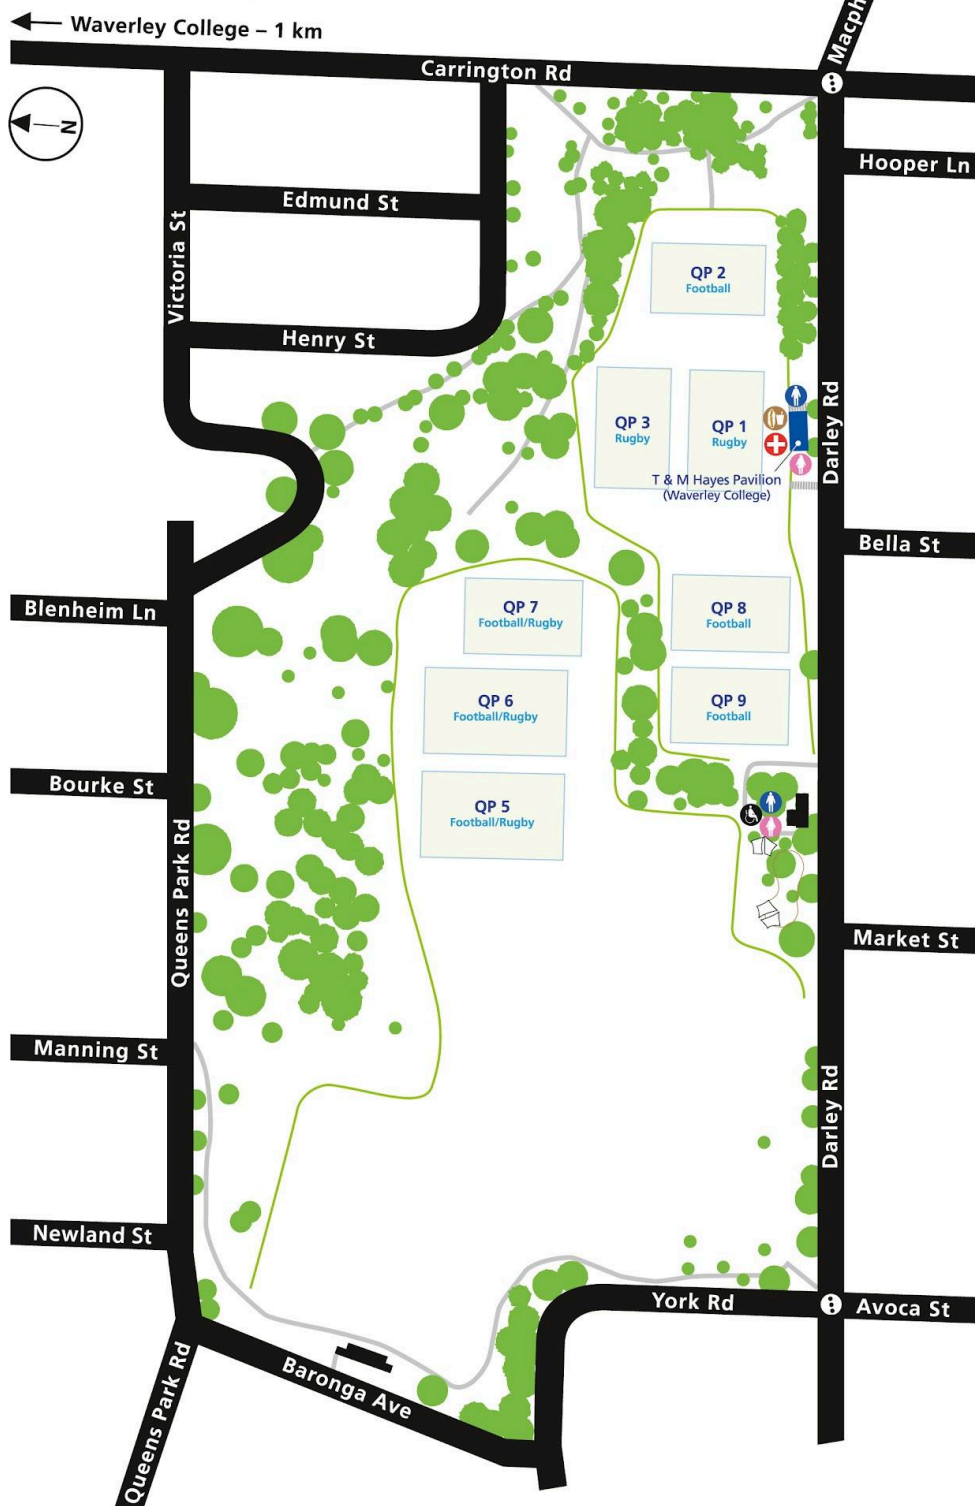 Waverley College – 1 km
Macph
Carrington Rd
N
Hooper Ln
Edmund St
Victoria St
QP 2
Football
Henry St
Darley Rd
QP 3
Rugby
QP 1
Rugby
T & M Hayes Pavilion
(Waverley College)
Bella St
Blenheim Ln
QP 7
Football/Rugby
QP 8
Football
QP 6
Football/Rugby
QP 9
Football
Bourke St
QP 5
Football/Rugby
Queens Park Rd
Market St
Manning St
Darley Rd
Newland St
York Rd
Avoca St
Baronga Ave
Queens Park Rd